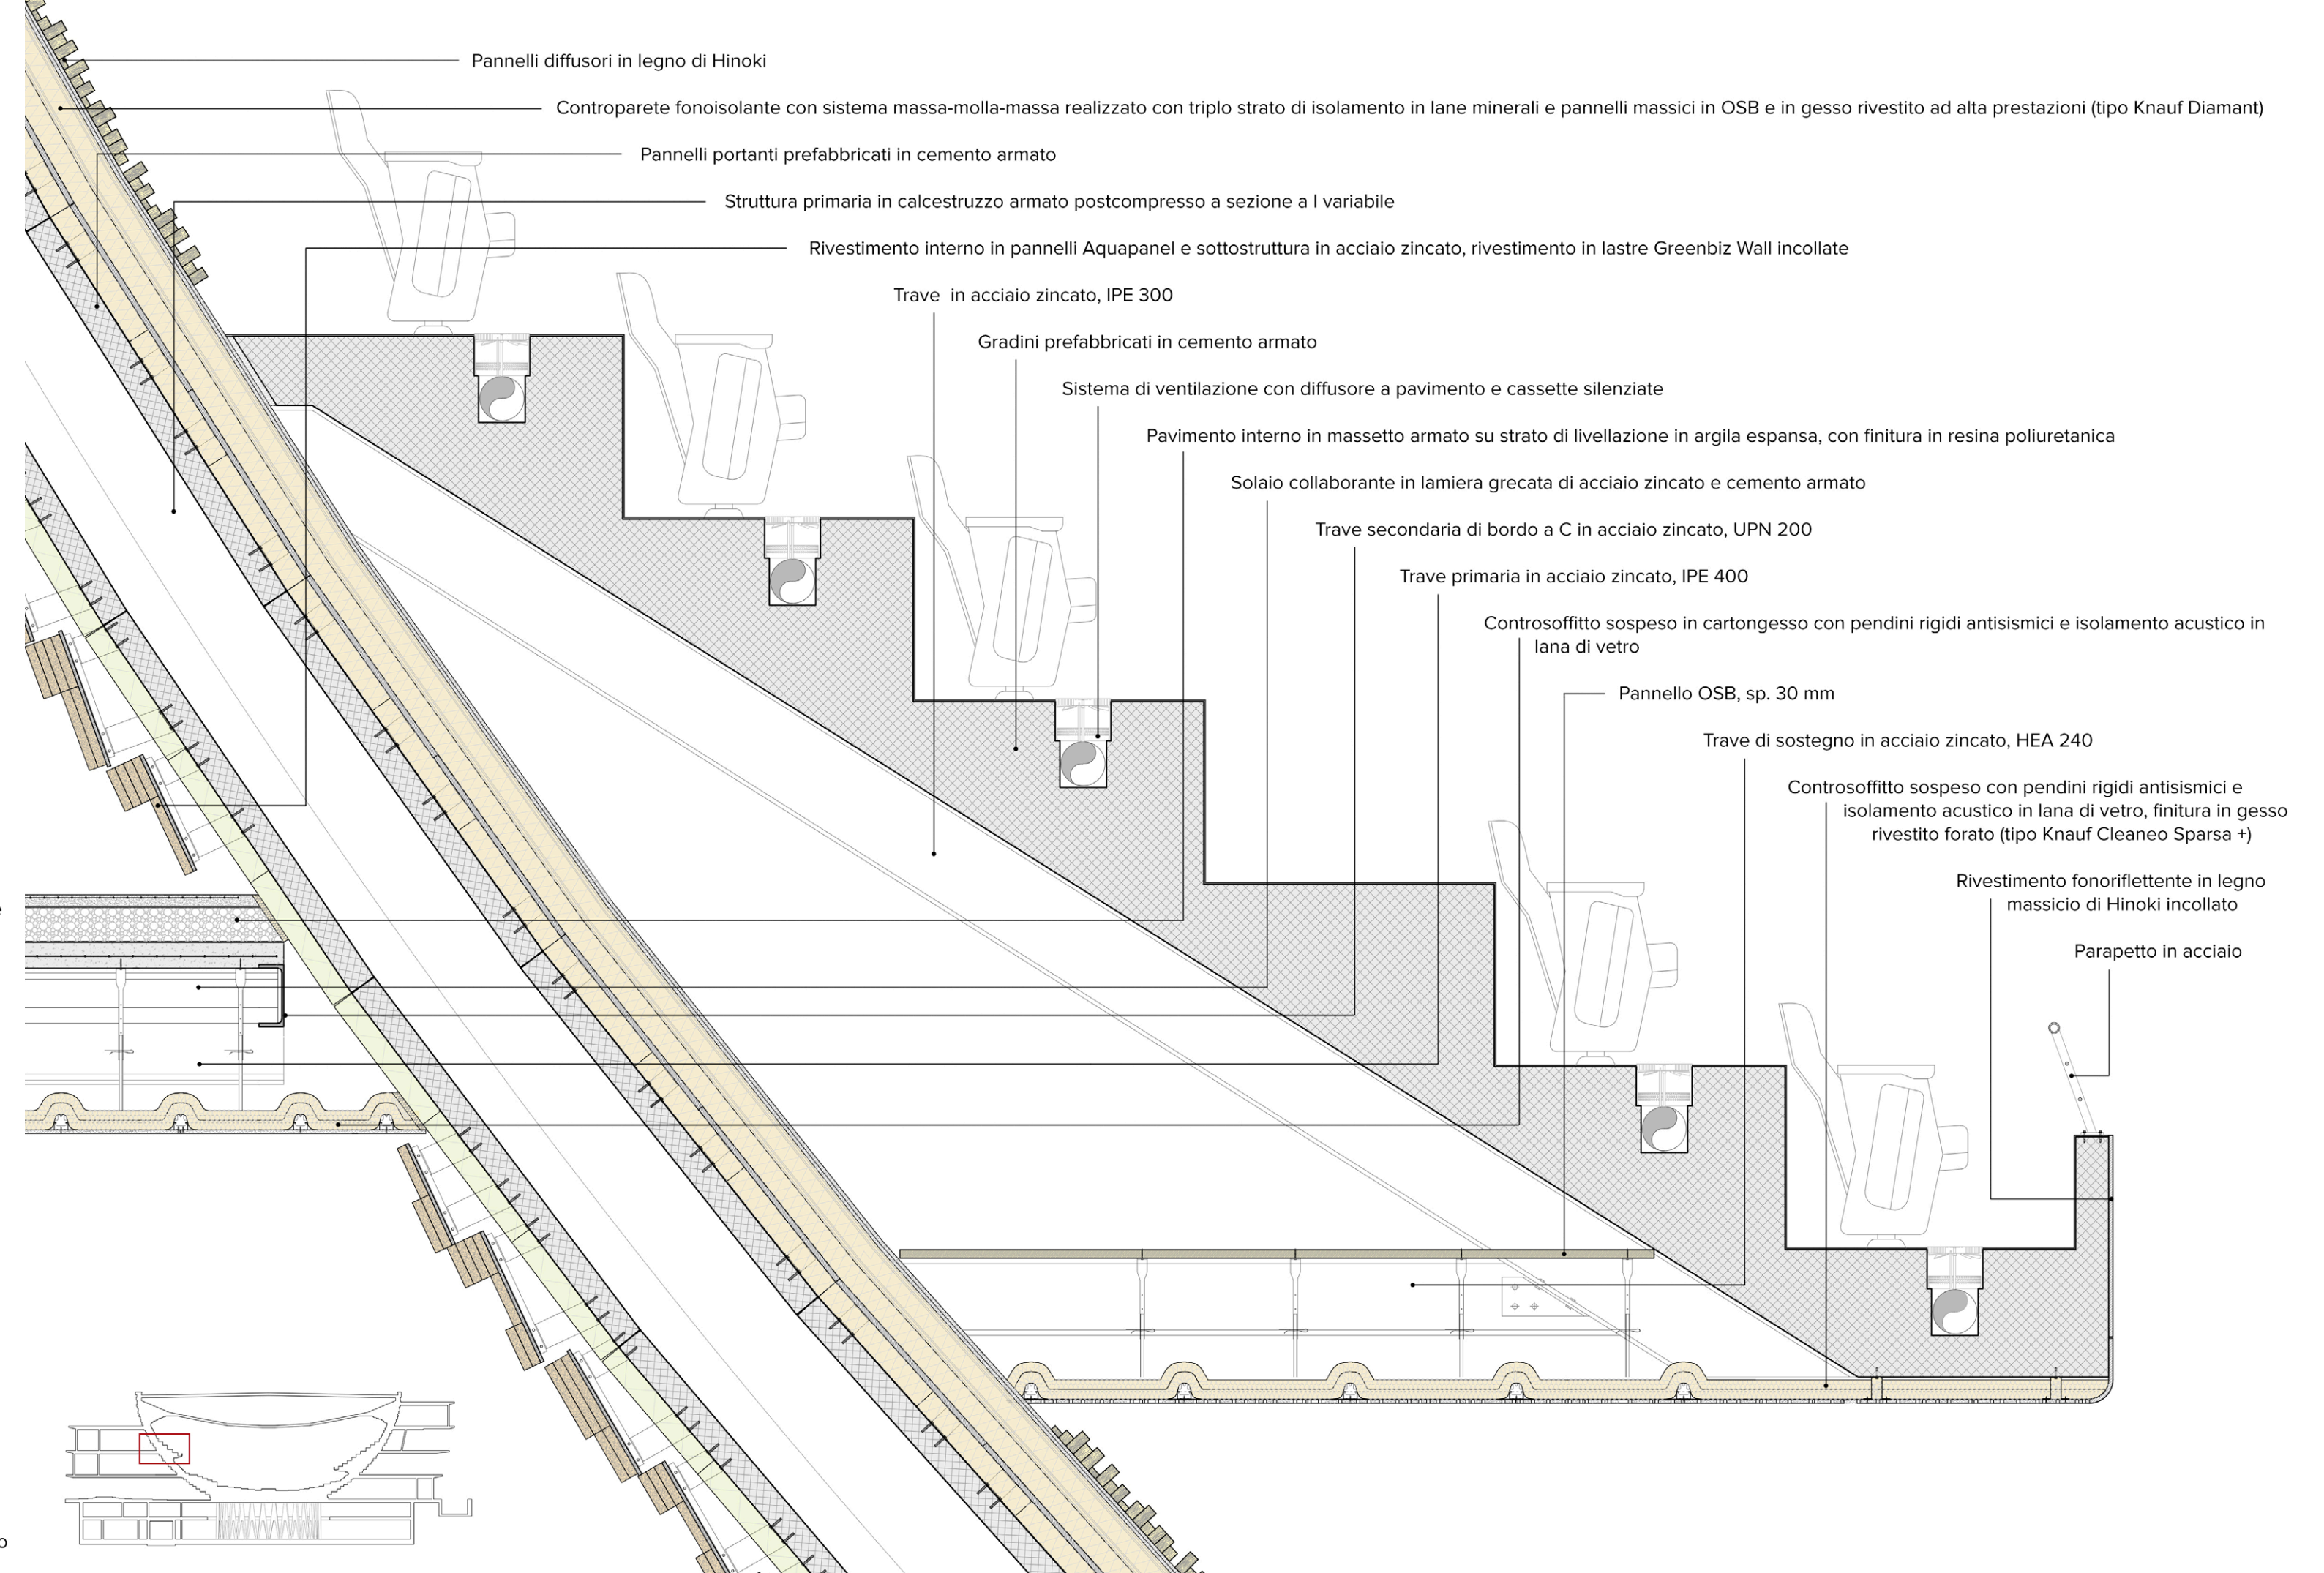 Pannelli diffusori in legno di Hinoki
Controparete fonoisolante con sistema massa-molla-massa realizzato con triplo strato di isolamento in lane minerali e pannelli massici in OSB e in gesso rivestito ad alta prestazioni (tipo Knauf Diamant)
Pannelli portanti prefabbricati in cemento armato
Struttura primaria in calcestruzzo armato postcompresso a sezione a I variabile
Rivestimento interno in pannelli Aquapanel e sottostruttura in acciaio zincato, rivestimento in lastre Greenbiz Wall incollate
Trave in acciaio zincato, IPE 300
Gradini prefabbricati in cemento armato
Sistema di ventilazione con diffusore a pavimento e cassette silenziate
Pavimento interno in massetto armato su strato di livellazione in argila espansa, con finitura in resina poliuretanica
Solaio collaborante in lamiera grecata di acciaio zincato e cemento armato
Trave secondaria di bordo a C in acciaio zincato, UPN 200
Trave primaria in acciaio zincato, IPE 400
Controsoffitto sospeso in cartongesso con pendini rigidi antisismici e isolamento acustico in
lana di vetro
Pannello OSB, sp. 30 mm
Trave di sostegno in acciaio zincato, HEA 240
Controsoffitto sospeso con pendini rigidi antisismici e
isolamento acustico in lana di vetro, finitura in gesso
rivestito forato (tipo Knauf Cleaneo Sparsa +)
Rivestimento fonoriflettente in legno
massicio di Hinoki incollato
Parapetto in acciaio